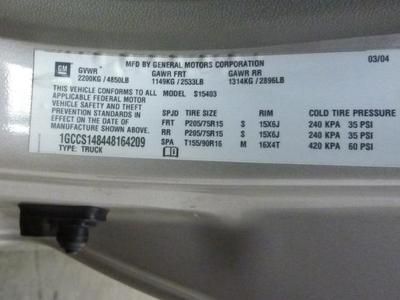 MFD BY GENERAL MOTORS CORPORATION 03/04
GM GVWR GAWR FRT GAWR RR
2200KG / 4850LB 1149KG / 2533LB 1314KG / 2896LB
THIS VEHICLE CONFORMS TO ALL MODEL: S15403
APPLICABLE FEDERAL MOTOR
VEHICLE SAFETY AND THEFT SPJD TIRE SIZE RIM COLD TIRE PRESSURE
PREVENTION STANDARDS IN FRT P205/75R15 S 15X6J 240 KPA 35 PSI
EFFECT ON THE DATE OF RR P205/75R15 S 15X6J 240 KPA 35 PSI
MANUFACTURE SHOWN ABOVE. SPA T155/90R16 M 16X4T 420 KPA 60 PSI
1GCCS148448164209
TYPE: TRUCK